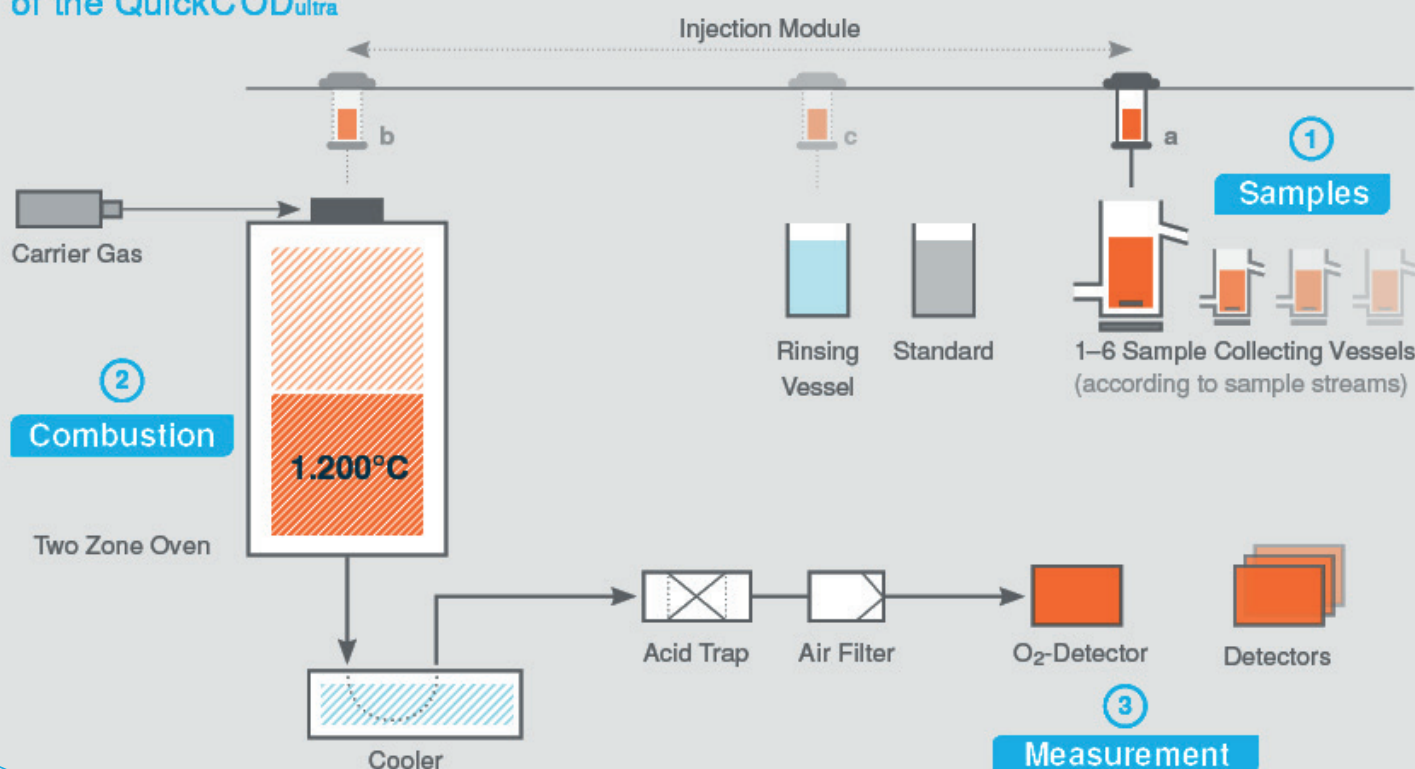 of the QuickCODultra
Injection Module
b
c
a
1
Samples
Carrier Gas
Rinsing
Vessel
Standard
1–6 Sample Collecting Vessels
(according to sample streams)
2
Combustion
1.200°C
Two Zone Oven
Acid Trap
Air Filter
O₂-Detector
Detectors
3
Measurement
Cooler